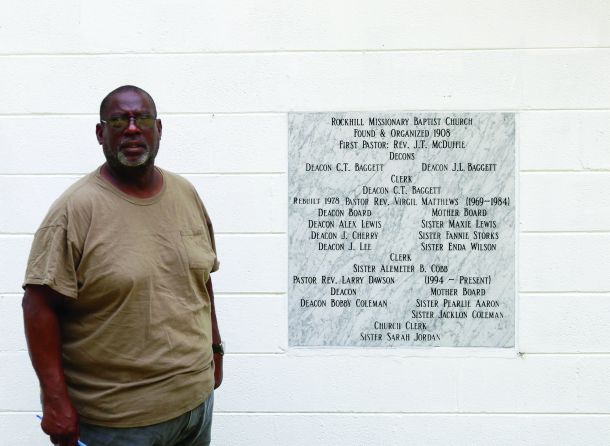 Rockhill Missionary Baptist Church
Found & Organized 1908
First Pastor: Rev. J.T. McDuffie
Decons
Deacon C.T. Baggett Deacon J.L. Baggett
Clerk
Deacon C.T. Baggett
Rebuilt 1978 Pastor Rev. Virgil Matthews (1969-1984)
Deacon Board Mother Board
Deacon Alex Lewis Sister Maxie Lewis
Deacon J. Cherry Sister Fannie Storks
Deacon J. Lee Sister Enda Wilson
Clerk
Sister Alemeter B. Cobb
Pastor Rev. Larry Dawson (1994 - Present)
Deacon Mother Board
Deacon Bobby Coleman Sister Pearlie Aaron
Sister Jacklon Coleman
Church Clerk
Sister Sarah Jordan